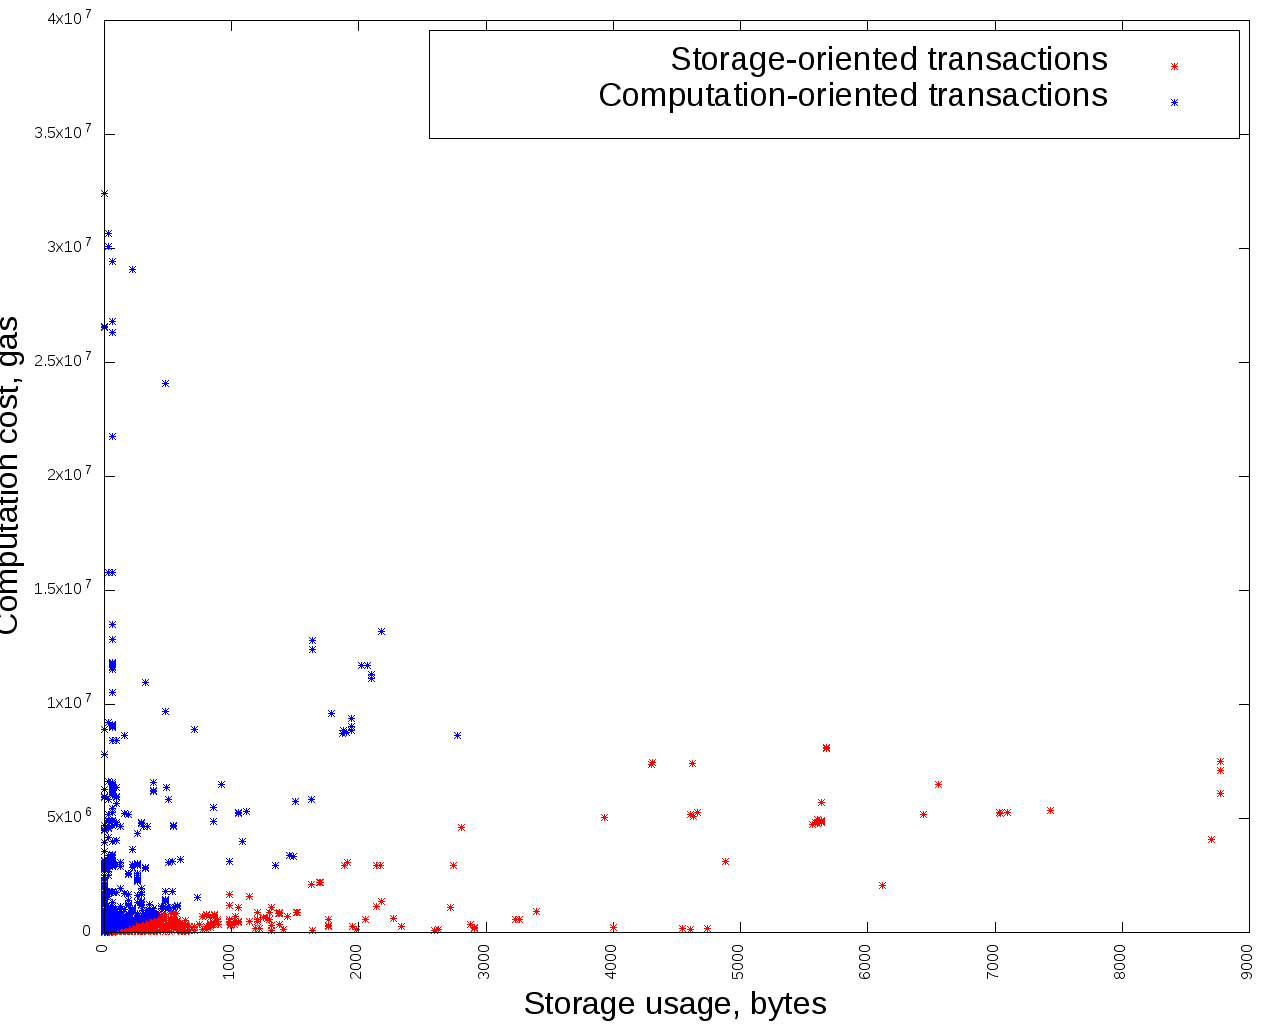 4x10^7
3.5x10^7
3x10^7
2.5x10^7
2x10^7
1.5x10^7
1x10^7
5x10^6
0
Computation cost, gas
Storage-oriented transactions
Computation-oriented transactions
0
1000
2000
3000
4000
5000
6000
7000
8000
9000
Storage usage, bytes